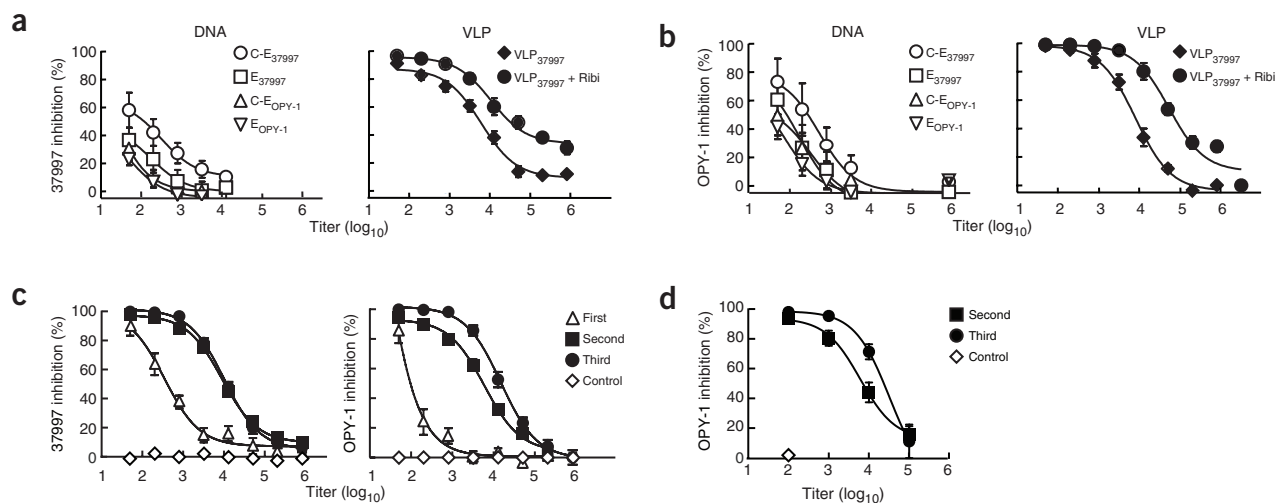 a
DNA
VLP
37997 inhibition (%)
100
80
60
40
20
0
C-E37997
E37997
C-EOPY-1
EOPY-1
VLP37997
VLP37997 + Ribi
1 2 3 4 5 6
1 2 3 4 5 6
Titer (log10)
b
DNA
VLP
OPY-1 inhibition (%)
100
80
60
40
20
0
C-E37997
E37997
C-EOPY-1
EOPY-1
VLP37997
VLP37997 + Ribi
1 2 3 4 5 6
1 2 3 4 5 6
Titer (log10)
c
37997 inhibition (%)
100
80
60
40
20
0
1 2 3 4 5 6
OPY-1 inhibition (%)
100
80
60
40
20
0
1 2 3 4 5 6
First
Second
Third
Control
Titer (log10)
d
OPY-1 inhibition (%)
100
80
60
40
20
0
Second
Third
Control
1 2 3 4 5 6
Titer (log10)